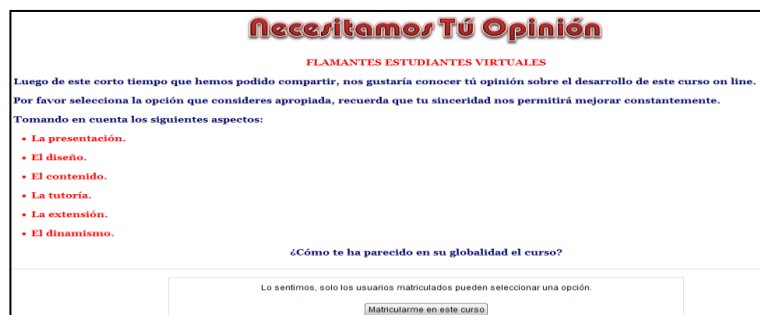 Necesitamos Tú Opinión
FLAMANTES ESTUDIANTES VIRTUALES
Luego de este corto tiempo que hemos podido compartir, nos gustaría conocer tú opinión sobre el desarrollo de este curso on line.
Por favor selecciona la opción que consideres apropiada, recuerda que tu sinceridad nos permitirá mejorar constantemente.
Tomando en cuenta los siguientes aspectos:
• La presentación.
• El diseño.
• El contenido.
• La tutoría.
• La extensión.
• El dinamismo.
¿Cómo te ha parecido en su globalidad el curso?
Lo sentimos, solo los usuarios matriculados pueden seleccionar una opción.
Matricularme en este curso